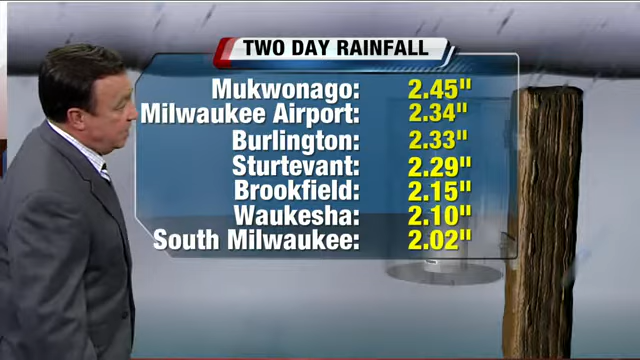 TWO DAY RAINFALL
Mukwonago: 2.45"
Milwaukee Airport: 2.34"
Burlington: 2.33"
Sturtevant: 2.29"
Brookfield: 2.15"
Waukesha: 2.10"
South Milwaukee: 2.02"